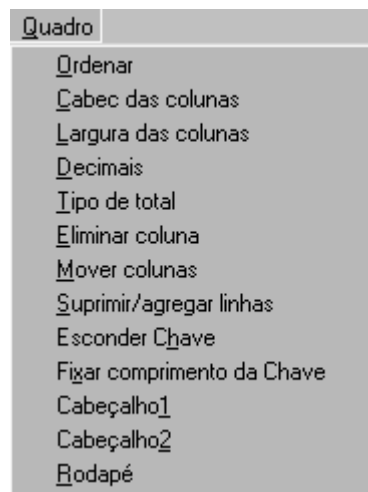 Quadro
Ordenar
Cabec das colunas
Largura das colunas
Decimais
Tipo de total
Eliminar coluna
Mover colunas
Suprimir/agregar linhas
Esconder Chave
Fixar comprimento da Chave
Cabeçalho1
Cabeçalho2
Rodapé